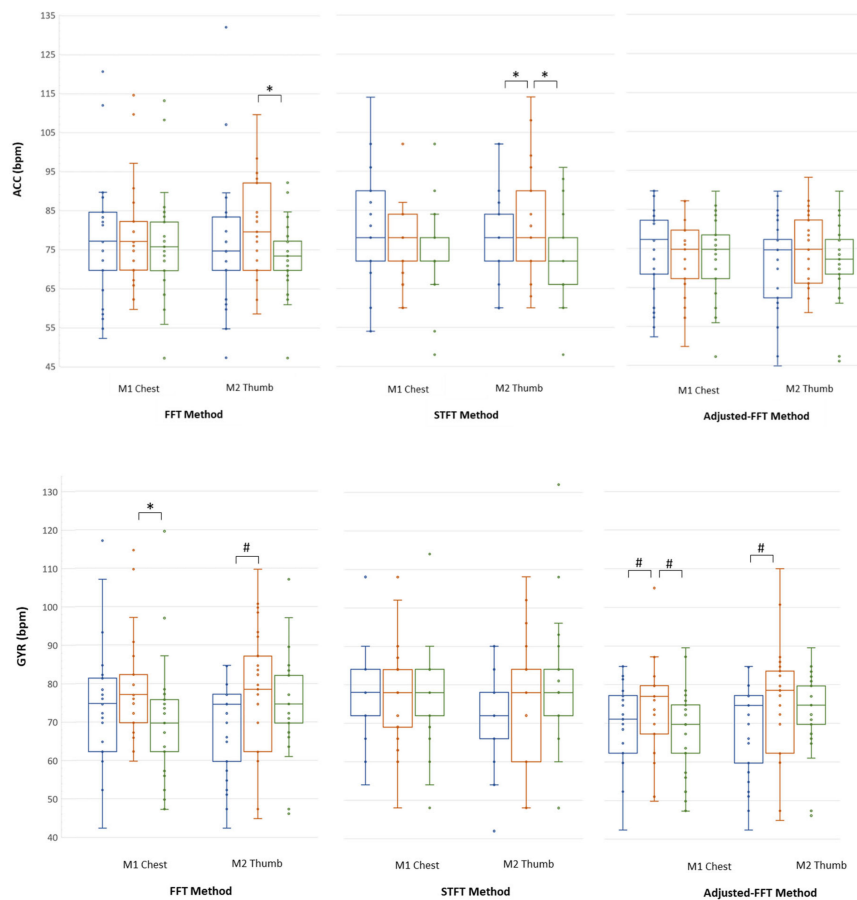 135
125
115
105
95
85
75
65
55
45
ACC (bpm)
* * *
M1 Chest M2 Thumb M1 Chest M2 Thumb M1 Chest M2 Thumb
FFT Method STFT Method Adjusted-FFT Method
130
120
110
100
90
80
70
60
50
40
GYR (bpm)
* # # # #
M1 Chest M2 Thumb M1 Chest M2 Thumb M1 Chest M2 Thumb
FFT Method STFT Method Adjusted-FFT Method